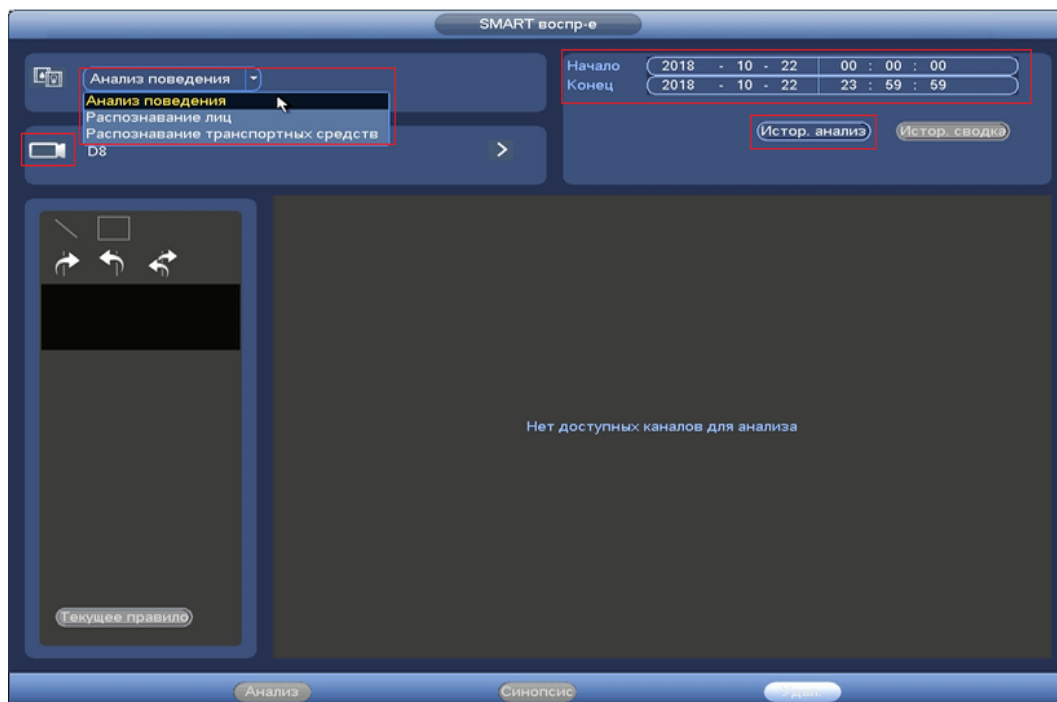 SMART воспр-е
Анализ поведения
Анализ поведения
Распознавание лиц
Распознавание транспортных средств
D8
Начало 2018 - 10 - 22 00 : 00 : 00
Конец 2018 - 10 - 22 23 : 59 : 59
Истор. анализ Истор. сводка
Нет доступных каналов для анализа
Текущее правило
Анализ Синопсис Удал.